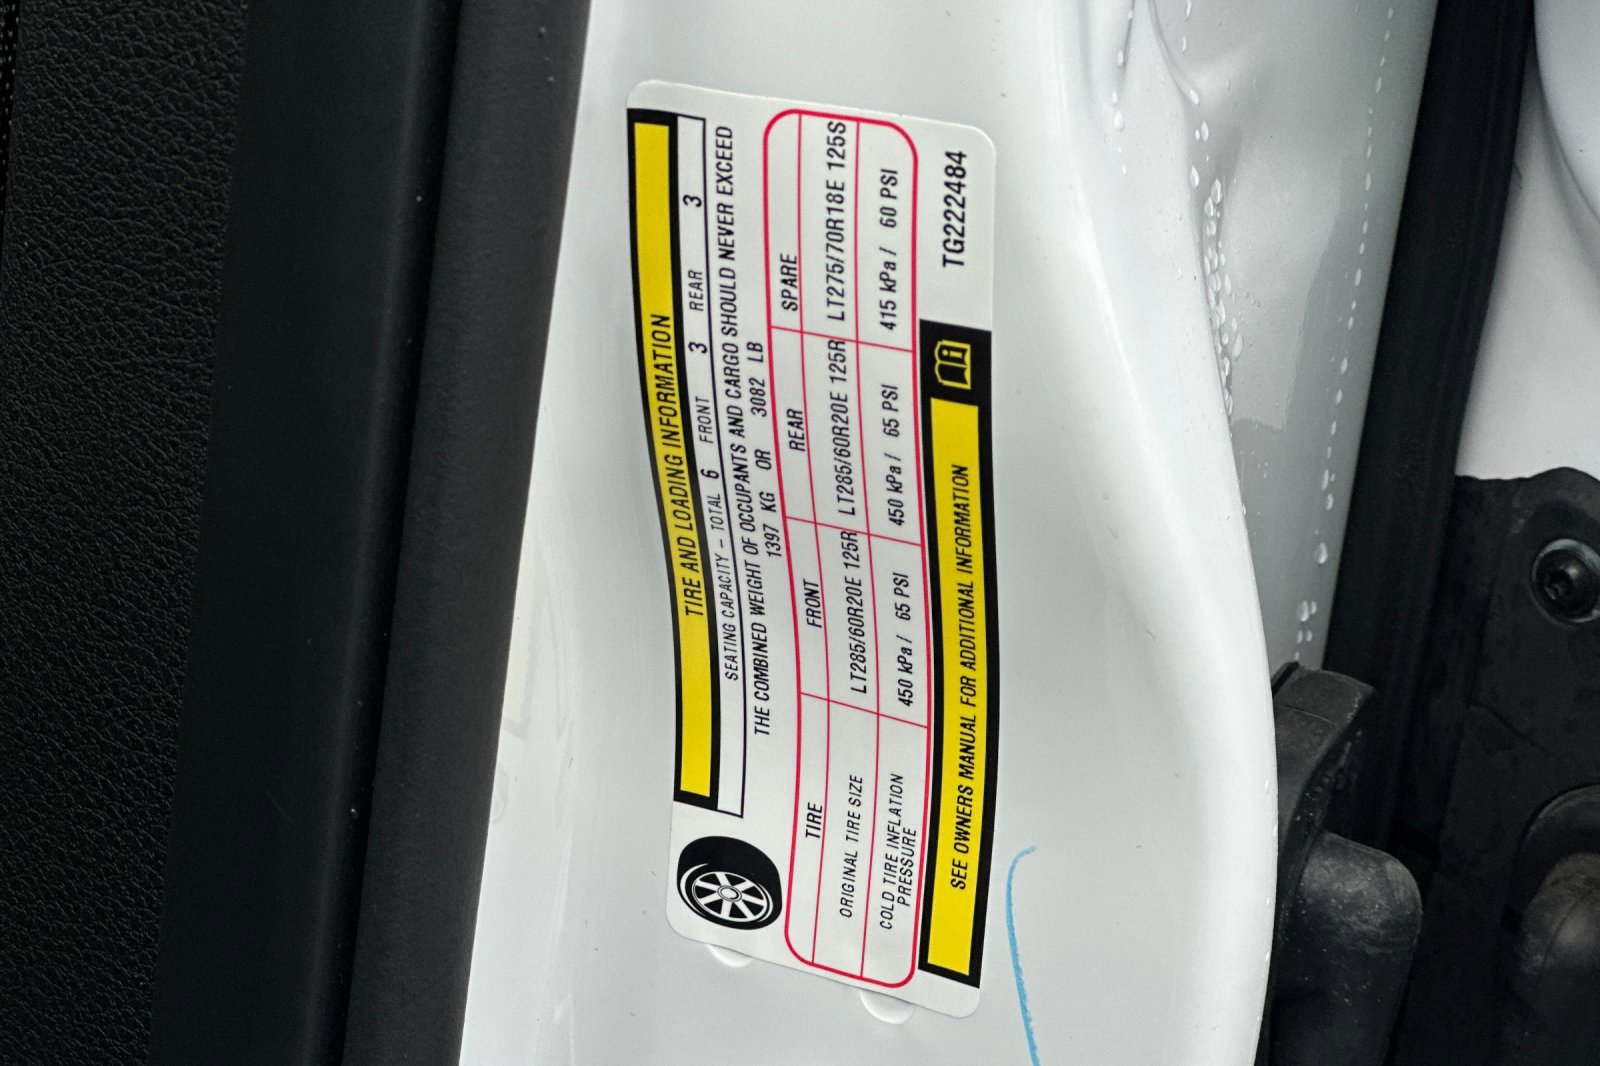 TIRE AND LOADING INFORMATION
SEATING CAPACITY - TOTAL 6 FRONT 3 REAR 3
THE COMBINED WEIGHT OF OCCUPANTS AND CARGO SHOULD NEVER EXCEED
1397 KG OR 3082 LB
TIRE FRONT REAR SPARE
ORIGINAL TIRE SIZE LT285/60R20E 125R LT285/60R20E 125R LT275/70R18E 125S
COLD TIRE INFLATION
PRESSURE 450 kPa / 65 PSI 450 kPa / 65 PSI 415 kPa / 60 PSI
SEE OWNERS MANUAL FOR ADDITIONAL INFORMATION
TG222484